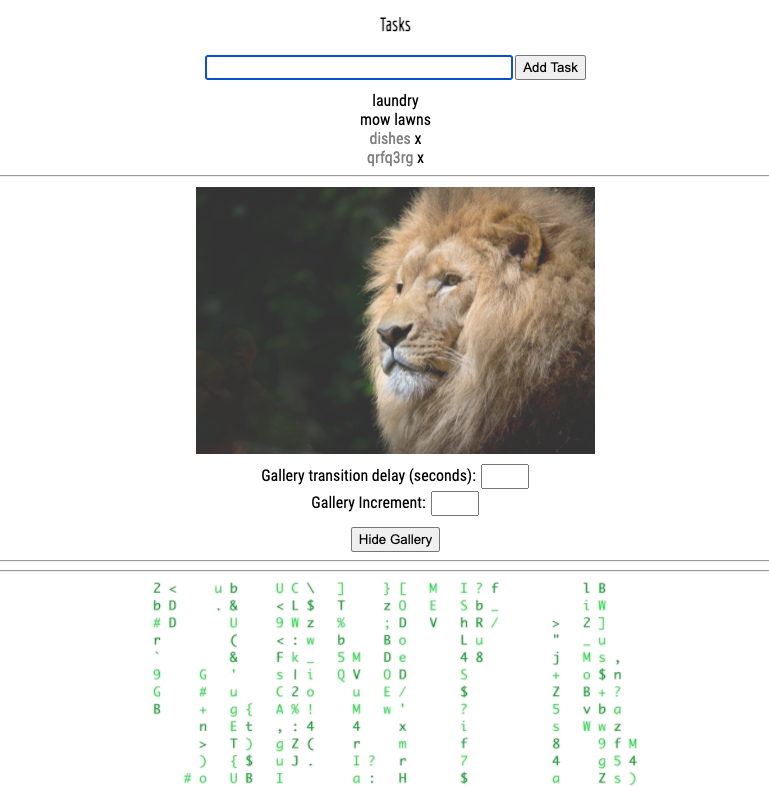 Tasks
Add Task
laundry
mow lawns
dishes x
qrfq3rg x
Gallery transition delay (seconds):
Gallery Increment:
Hide Gallery
2 < u b U C \ ] } [ M I ? f l B
b D . & < L $ T z O E S b _ i W
# D U 9 W z % ; D V h R / > 2 ]
r ( < : w b B o L u " _ u
` & F k _ 5 M D e 4 8 j M s ,
9 G ' s l i Q V O D S + o $ n
G # u C 2 o u E / $ Z B + ?
B + g { A % ! M w ' ? 5 v b w
n E t , : 4 4 x i s W w z
> T ) g Z ( r m f 8 9 f M
) { $ u J . I ? r 7 4 g 5 4
# o U B I a : H $ a Z s )